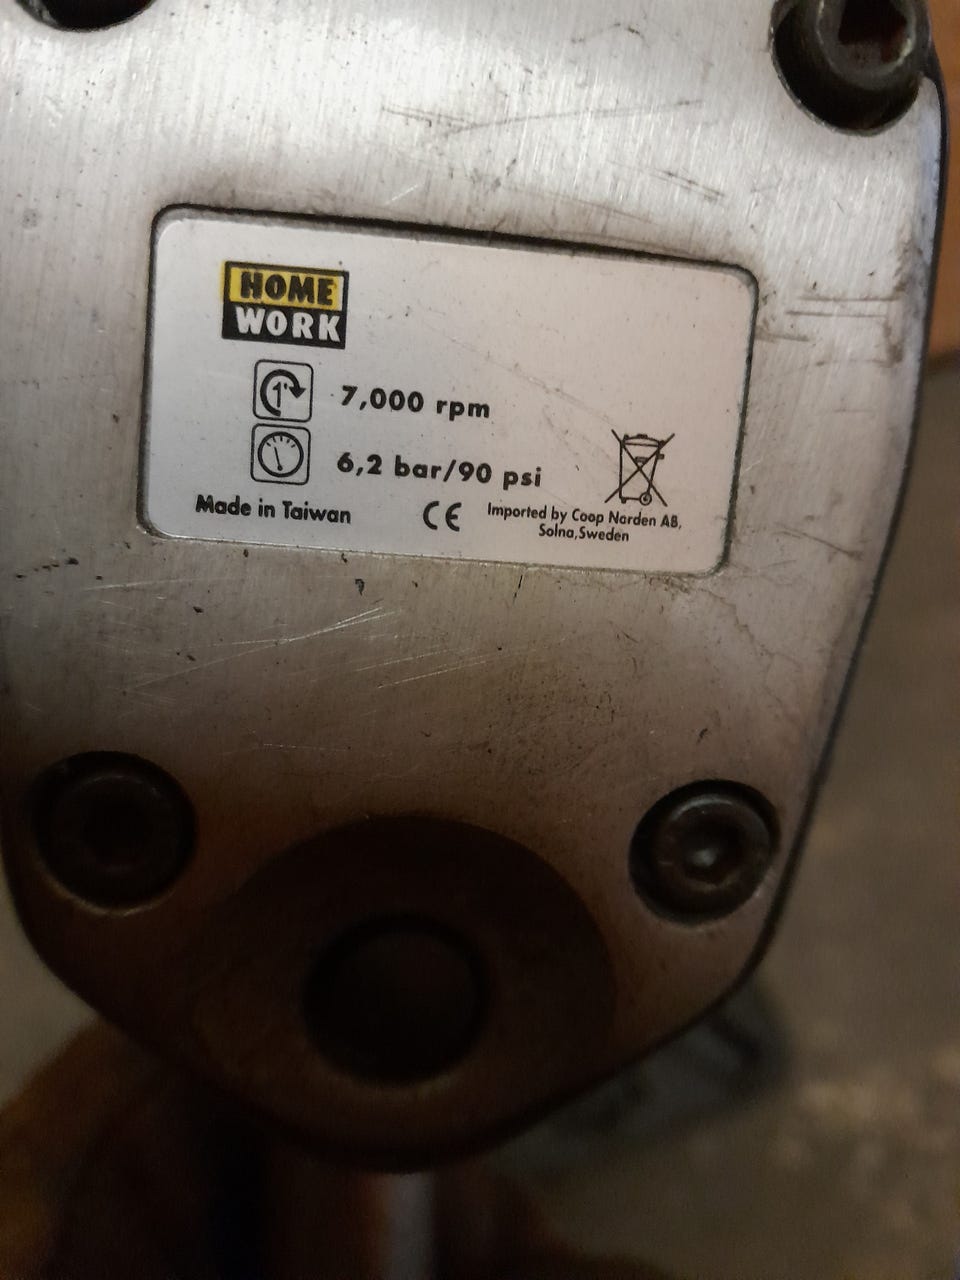 HOME
WORK
1'
7,000 rpm
6,2 bar/90 psi
Made in Taiwan
CE
Imported by Coop Norden AB,
Solna,Sweden